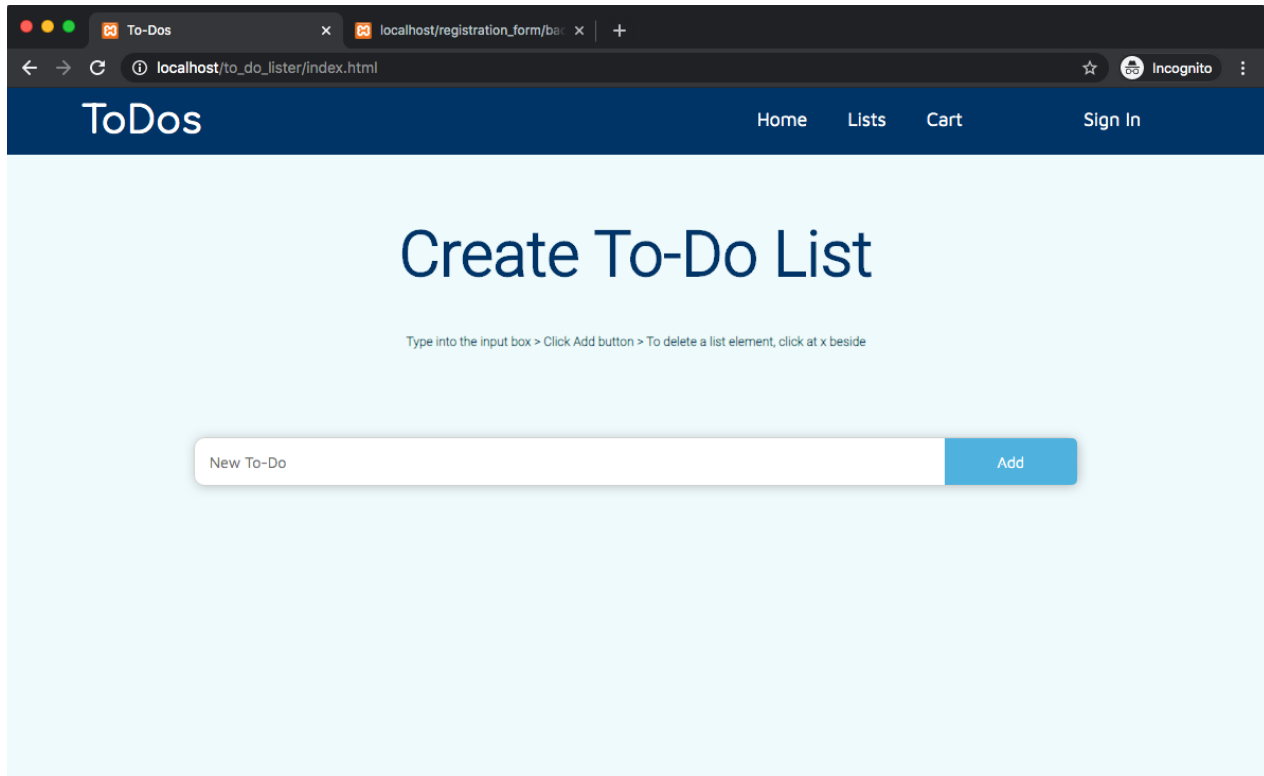 To-Dos
localhost/registration_form/bac
localhost/to_do_lister/index.html
Incognito
ToDos
Home Lists Cart Sign In
Create To-Do List
Type into the input box > Click Add button > To delete a list element, click at x beside
New To-Do
Add